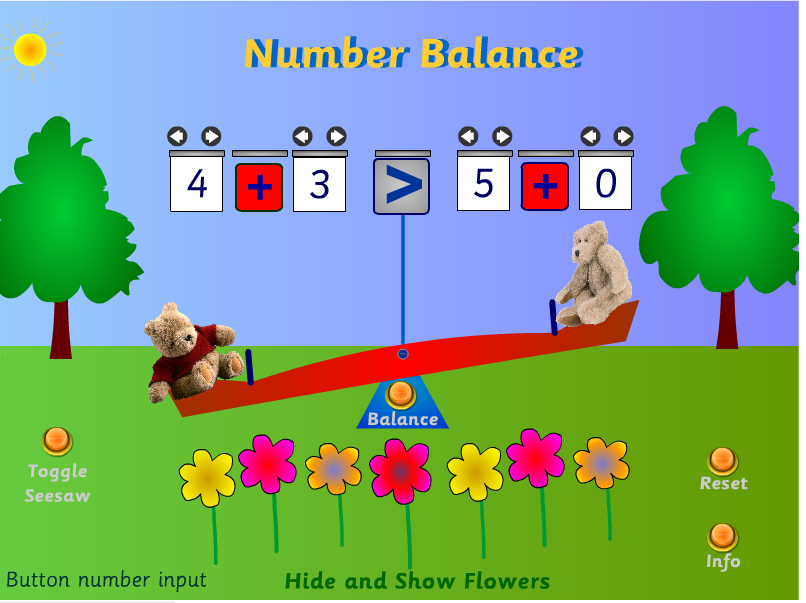 Number Balance
4 + 3 > 5 + 0
Balance
Toggle
Seesaw
Reset
Info
Button number input
Hide and Show Flowers